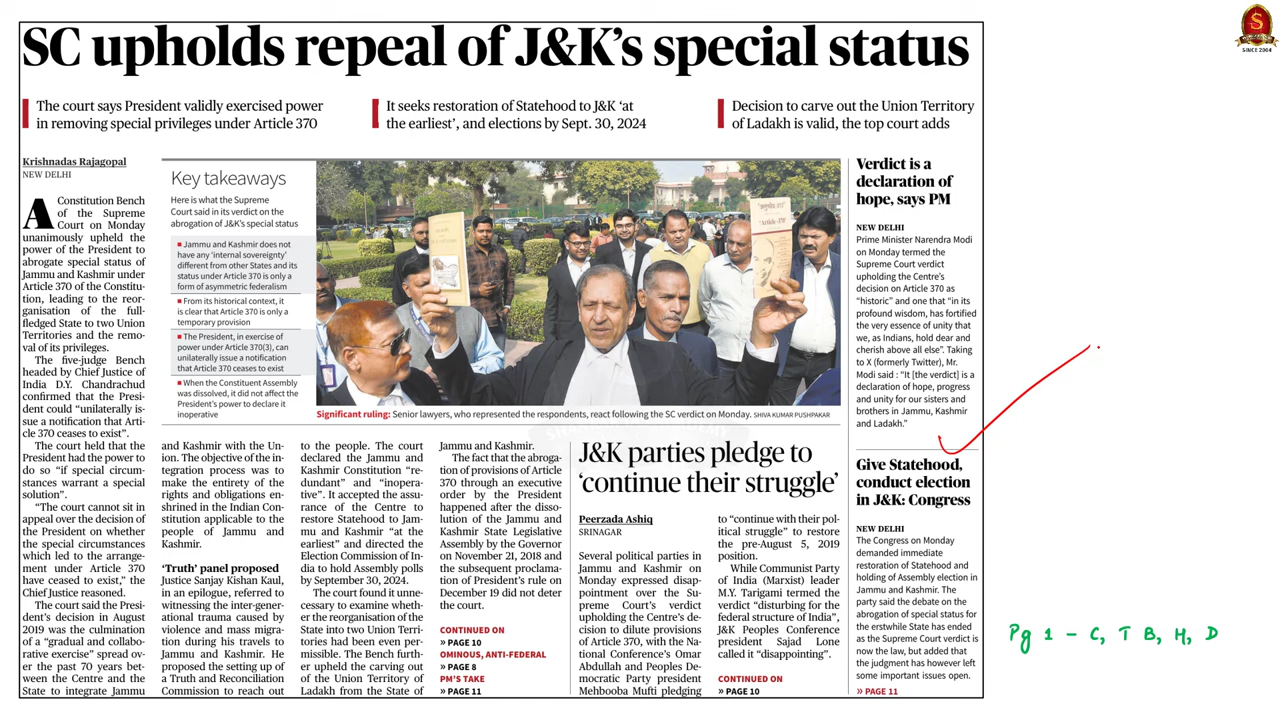 SC upholds repeal of J&K's special status
The court says President validly exercised power
in removing special privileges under Article 370
It seeks restoration of Statehood to J&K ‘at
the earliest’, and elections by Sept. 30, 2024
Decision to carve out the Union Territory
of Ladakh is valid, the top court adds
Krishnadas Rajagopal
NEW DELHI
A Constitution Bench
of the Supreme
Court on Monday
unanimously upheld the
power of the President to
abrogate special status of
Jammu and Kashmir under
Article 370 of the Constitu-
tion, leading to the reor-
ganisation of the full-
fledged State to two Union
Territories and the remo-
val of its privileges.
The five-judge Bench
headed by Chief Justice of
India D.Y. Chandrachud
confirmed that the Presi-
dent could “unilaterally is-
sue a notification that Arti-
cle 370 ceases to exist”.
The court held that the
President had the power to
do so “if special circum-
stances warrant a special
solution”.
“The court cannot sit in
appeal over the decision of
the President on whether
the special circumstances
which led to the arrange-
ment under Article 370
have ceased to exist,” the
Chief Justice reasoned.
The court said the Presi-
dent’s decision in August
2019 was the culmination
of a “gradual and collabo-
rative exercise” spread ov-
er the past 70 years bet-
ween the Centre and the
State to integrate Jammu
Key takeaways
Here is what the Supreme
Court said in its verdict on the
abrogation of J&K’s special status
■ Jammu and Kashmir does not
have any ‘internal sovereignty’
different from other States and its
status under Article 370 is only a
form of asymmetric federalism
■ From its historical context, it
is clear that Article 370 is only a
temporary provision
■ The President, in exercise of
power under Article 370(3), can
unilaterally issue a notification
that Article 370 ceases to exist
■ When the Constituent Assembly
was dissolved, it did not affect the
President’s power to declare it
inoperative
Significant ruling: Senior lawyers, who represented the respondents, react following the SC verdict on Monday. SHIVA KUMAR PUSHPAKAR
and Kashmir with the Un-
ion. The objective of the in-
tegration process was to
make the entirety of the
rights and obligations en-
shrined in the Indian Con-
stitution applicable to the
people of Jammu and
Kashmir.
‘Truth’ panel proposed
Justice Sanjay Kishan Kaul,
in an epilogue, referred to
witnessing the inter-gener-
ational trauma caused by
violence and mass migra-
tion during his travels to
Jammu and Kashmir. He
proposed the setting up of
a Truth and Reconciliation
Commission to reach out
to the people. The court
declared the Jammu and
Kashmir Constitution “re-
dundant” and “inopera-
tive”. It accepted the assu-
rance of the Centre to
restore Statehood to Jam-
mu and Kashmir “at the
earliest” and directed the
Election Commission of In-
dia to hold Assembly polls
by September 30, 2024.
The court found it unne-
cessary to examine wheth-
er the reorganisation of the
State into two Union Terri-
tories had been even per-
missible. The Bench furth-
er upheld the carving out
of the Union Territory of
Ladakh from the State of
Jammu and Kashmir.
The fact that the abroga-
tion of provisions of Article
370 through an executive
order by the President
happened after the disso-
lution of the Jammu and
Kashmir State Legislative
Assembly by the Governor
on November 21, 2018 and
the subsequent proclama-
tion of President’s rule on
December 19 did not deter
the court.
CONTINUED ON
» PAGE 10
OMINOUS, ANTI-FEDERAL
» PAGE 8
PM’S TAKE
» PAGE 11
J&K parties pledge to
‘continue their struggle’
Peerzada Ashiq
SRINAGAR
Several political parties in
Jammu and Kashmir on
Monday expressed disap-
pointment over the Su-
preme Court’s verdict
upholding the Centre’s de-
cision to dilute provisions
of Article 370, with the Na-
tional Conference’s Omar
Abdullah and Peoples De-
mocratic Party president
Mehbooba Mufti pledging
to “continue with their pol-
itical struggle” to restore
the pre-August 5, 2019
position.
While Communist Party
of India (Marxist) leader
M.Y. Tarigami termed the
verdict “disturbing for the
federal structure of India”,
J&K Peoples Conference
president Sajad Lone
called it “disappointing”.
CONTINUED ON
» PAGE 10
Verdict is a
declaration of
hope, says PM
NEW DELHI
Prime Minister Narendra Modi
on Monday termed the
Supreme Court verdict
upholding the Centre’s
decision on Article 370 as
“historic” and one that “in its
profound wisdom, has fortified
the very essence of unity that
we, as Indians, hold dear and
cherish above all else”. Taking
to X (formerly Twitter), Mr.
Modi said : “It [the verdict] is a
declaration of hope, progress
and unity for our sisters and
brothers in Jammu, Kashmir
and Ladakh.”
Give Statehood,
conduct election
in J&K: Congress
NEW DELHI
The Congress on Monday
demanded immediate
restoration of Statehood and
holding of Assembly election in
Jammu and Kashmir. The
party said the debate on the
abrogation of special status for
the erstwhile State has ended
as the Supreme Court verdict is
now the law, but added that
the judgment has however left
some important issues open.
» PAGE 11
Pg 1 - C, T B, H, D
S
SINCE 2004